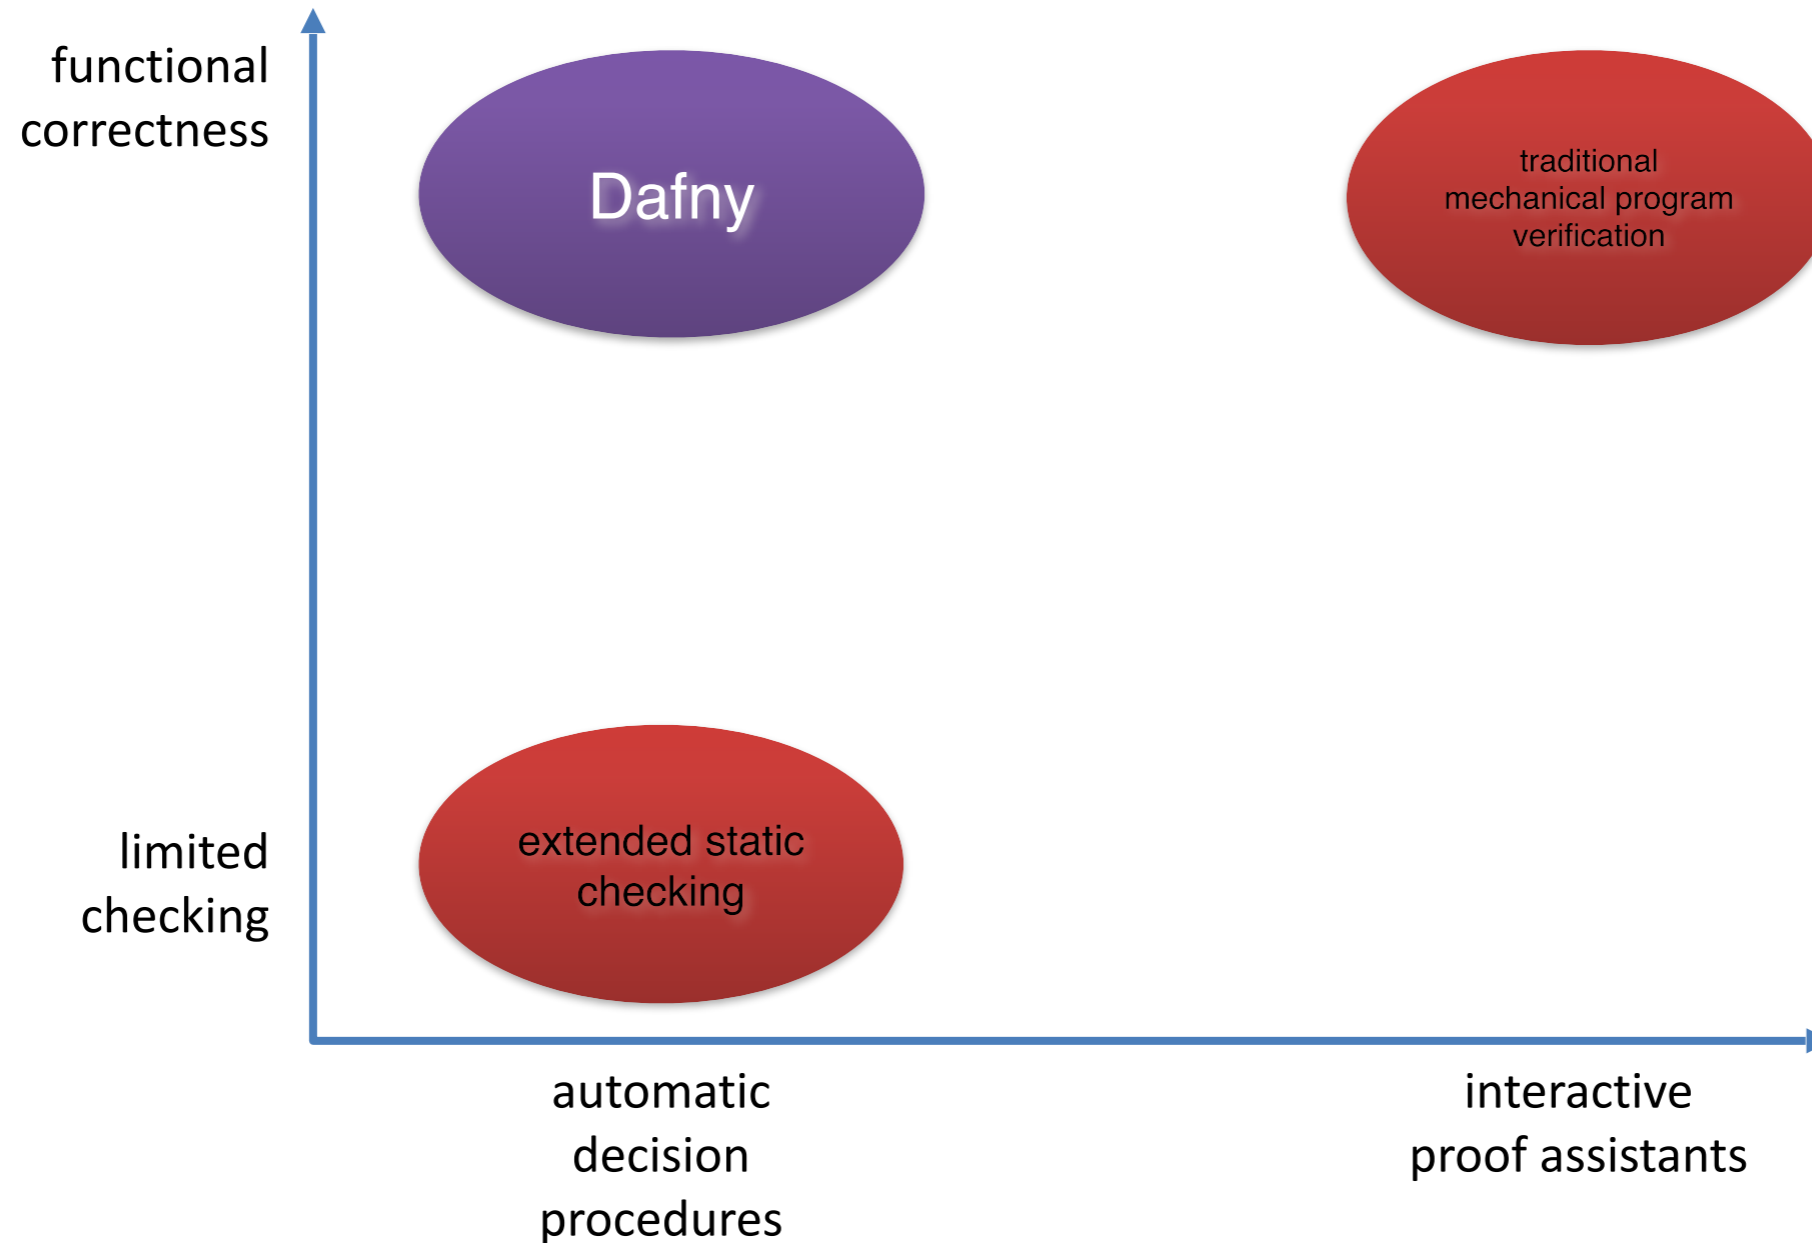 functional
correctness
Dafny
traditional
mechanical program
verification
limited
checking
extended static
checking
automatic
decision
procedures
interactive
proof assistants